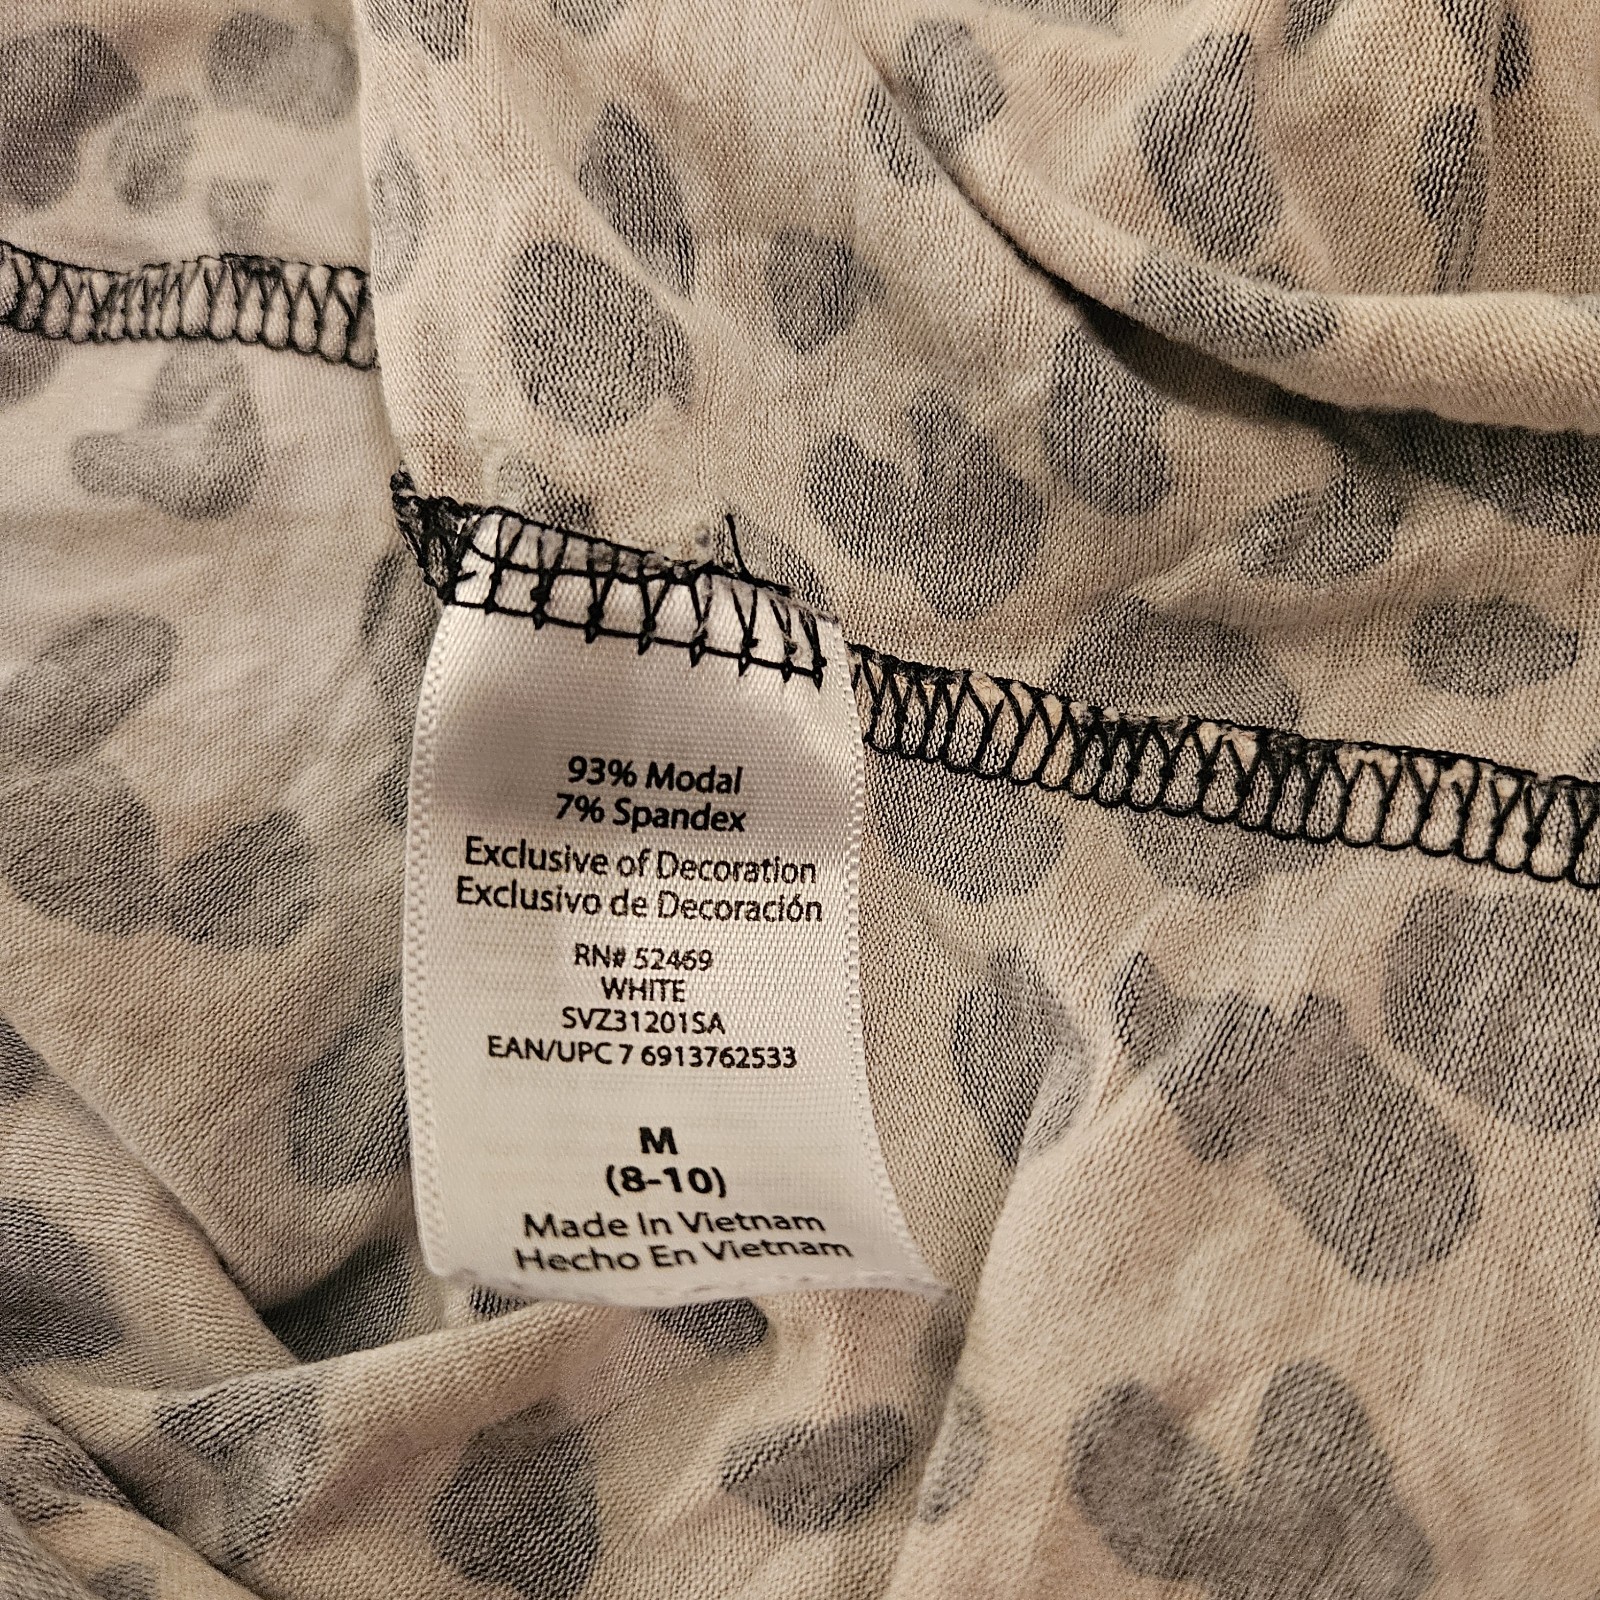 93% Modal
7% Spandex
Exclusive of Decoration
Exclusivo de Decoración
RN# 52469
WHITE
SVZ31201SA
EAN/UPC 7 6913762533
M
(8-10)
Made In Vietnam
Hecho En Vietnam